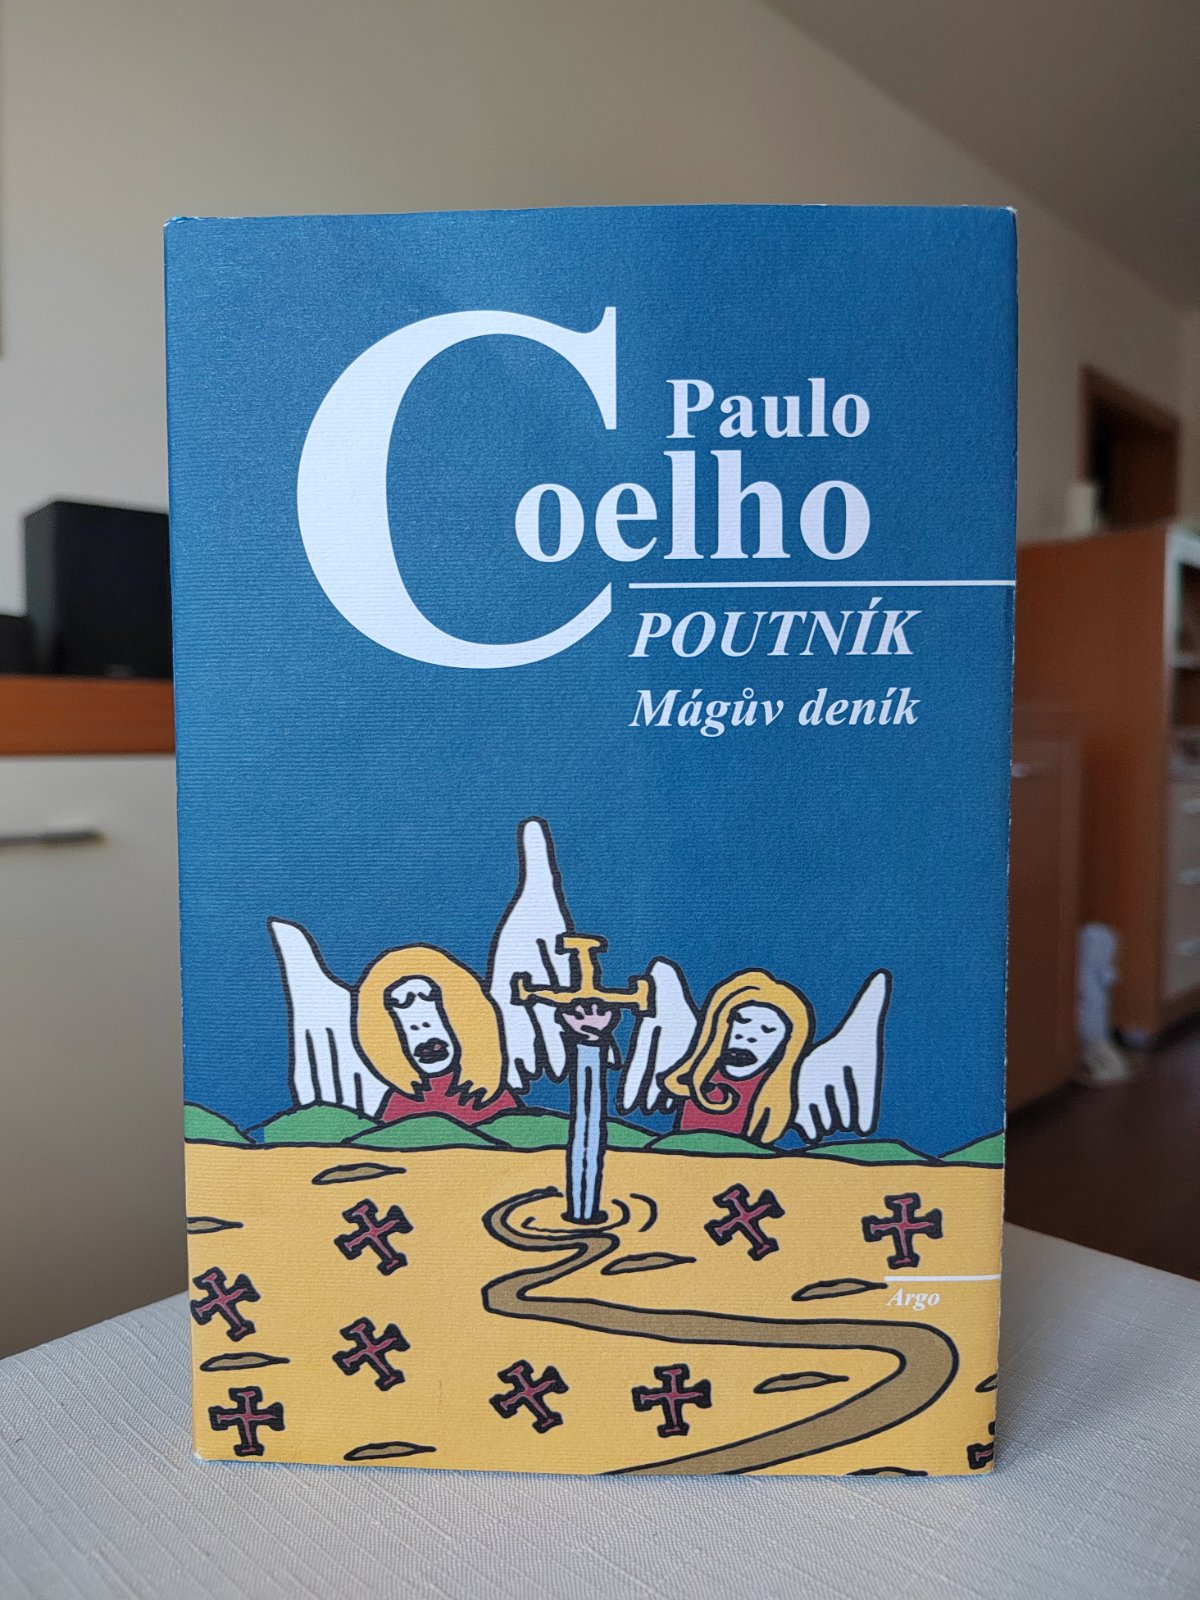 Paulo
Coelho
POUTNÍK
Mágův deník
Argo